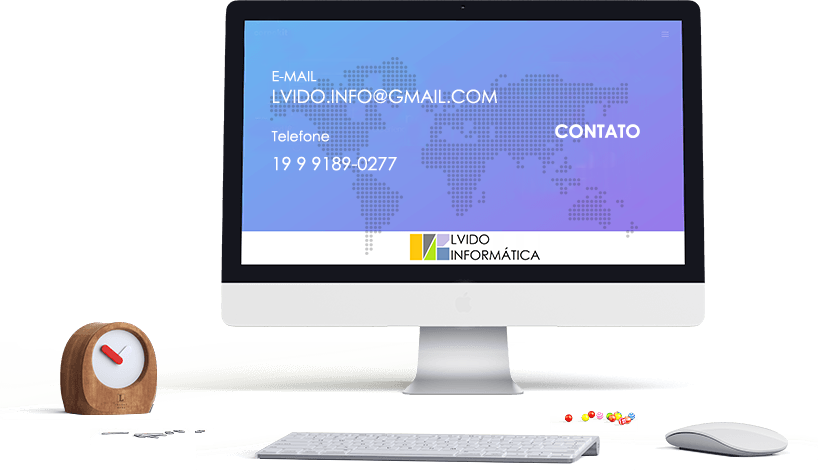 E-MAIL
LVIDO.INFO@GMAIL.COM
Telefone
19 9 9189-0277
CONTATO
LVIDO
INFORMÁTICA